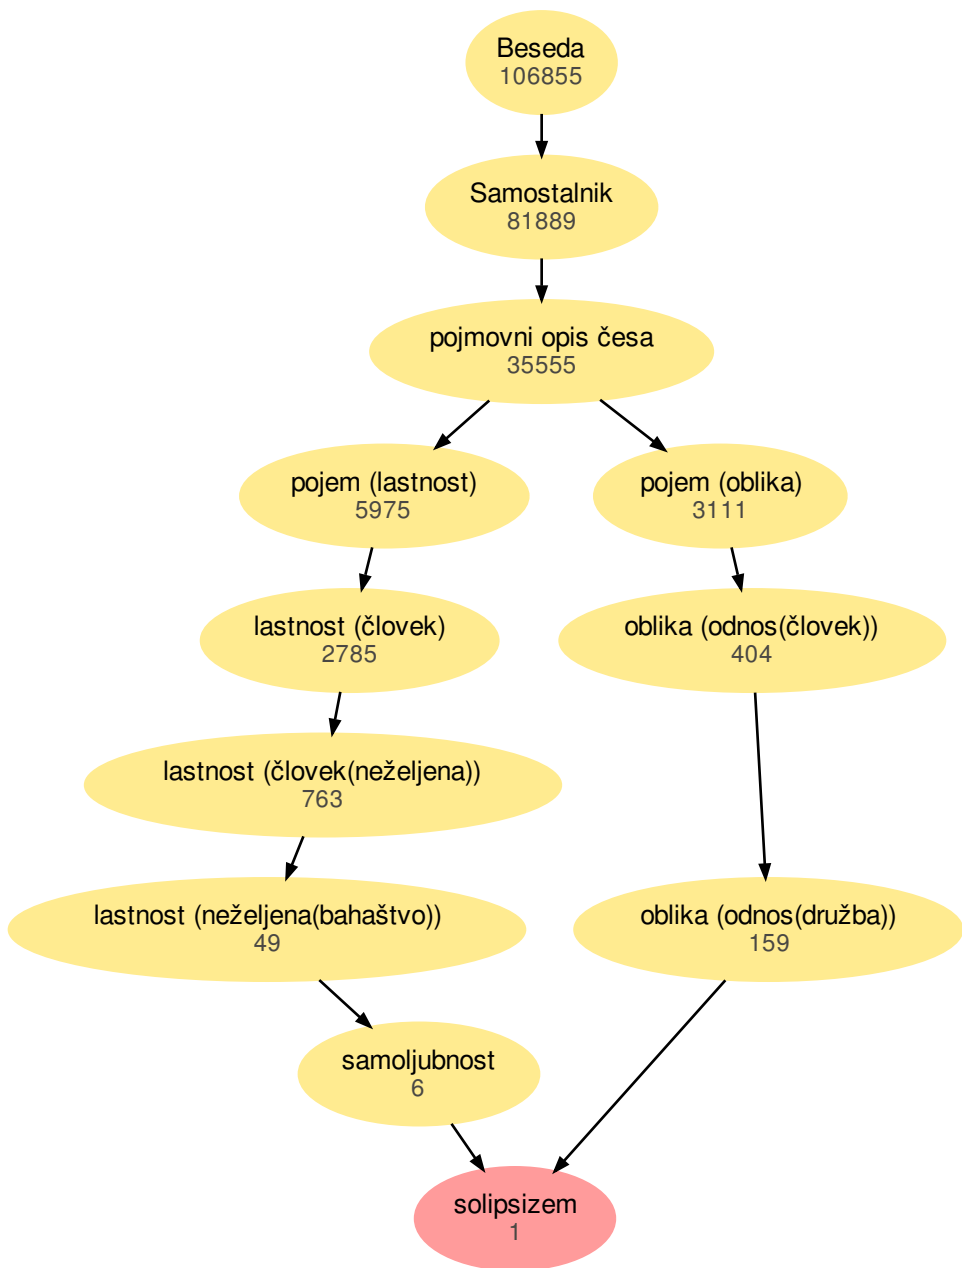 Beseda
106855
Samostalnik
81889
pojmovni opis česa
35555
pojem (lastnost)
5975
pojem (oblika)
3111
lastnost (človek)
2785
oblika (odnos(človek))
404
lastnost (človek(neželjena))
763
lastnost (neželjena(bahaštvo))
49
oblika (odnos(družba))
159
samoljubnost
6
solipsizem
1